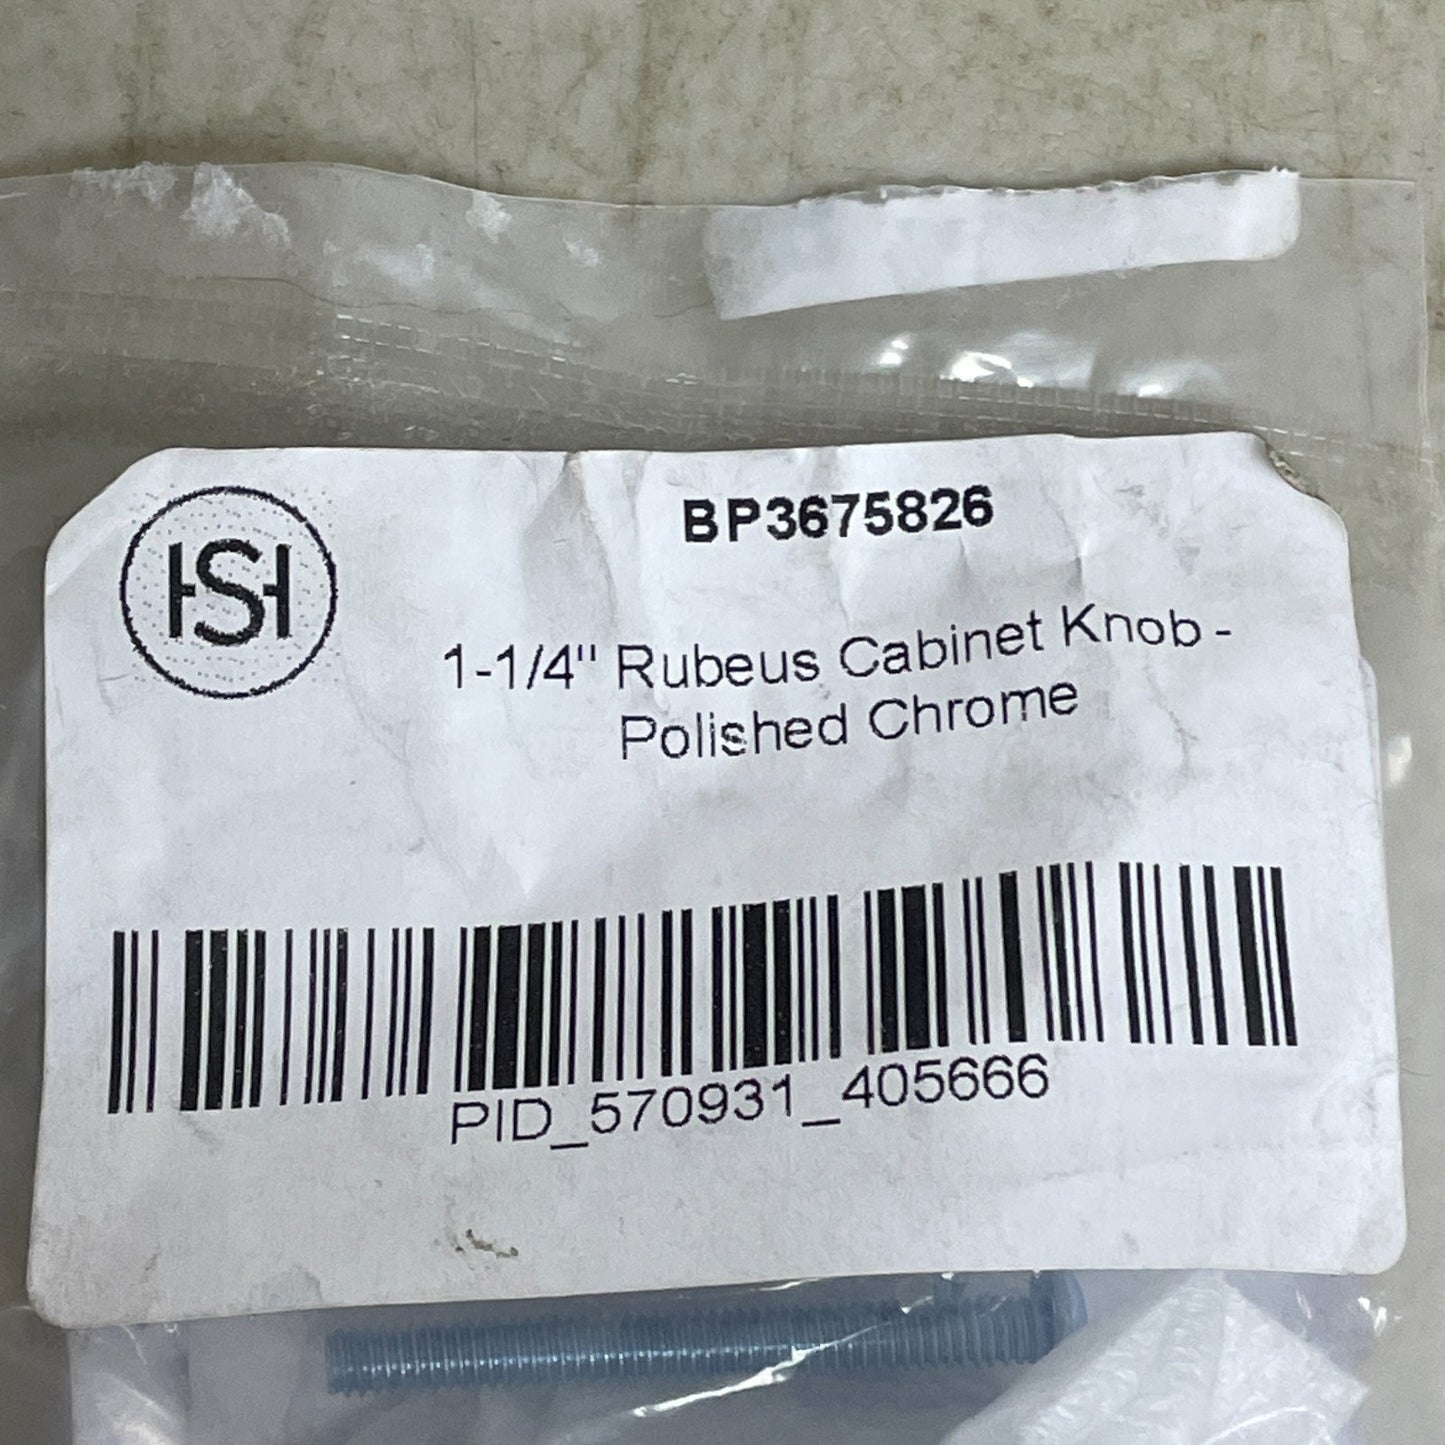 HSH
BP3675826
1-1/4" Rubeus Cabinet Knob -
Polished Chrome
PID_570931_405666